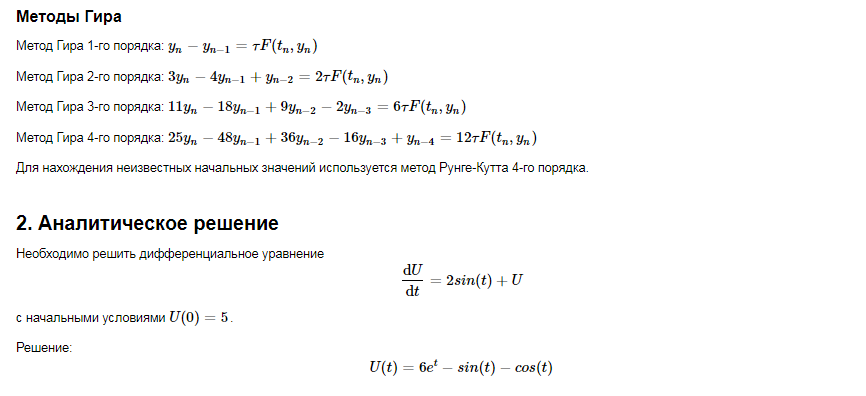 Методы Гира
Метод Гира 1-го порядка: yₙ − yₙ₋₁ = τF(tₙ, yₙ)
Метод Гира 2-го порядка: 3yₙ − 4yₙ₋₁ + yₙ₋₂ = 2τF(tₙ, yₙ)
Метод Гира 3-го порядка: 11yₙ − 18yₙ₋₁ + 9yₙ₋₂ − 2yₙ₋₃ = 6τF(tₙ, yₙ)
Метод Гира 4-го порядка: 25yₙ − 48yₙ₋₁ + 36yₙ₋₂ − 16yₙ₋₃ + yₙ₋₄ = 12τF(tₙ, yₙ)
Для нахождения неизвестных начальных значений используется метод Рунге-Кутта 4-го порядка.
2. Аналитическое решение
Необходимо решить дифференциальное уравнение
dU/dt = 2sin(t) + U
с начальными условиями U(0) = 5.
Решение:
U(t) = 6eᵗ − sin(t) − cos(t)